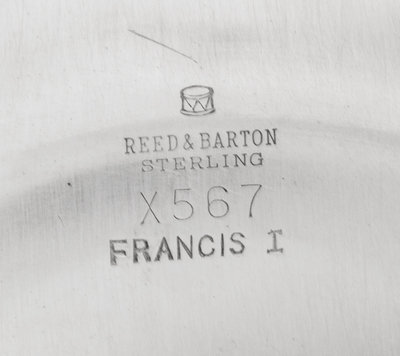 REED & BARTON
STERLING
X567
FRANCIS I